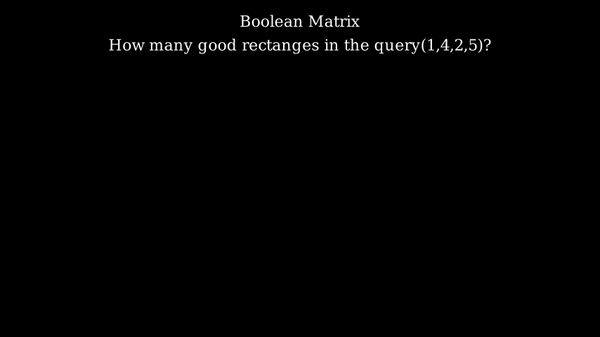 Boolean Matrix
How many good rectanges in the query(1,4,2,5)?